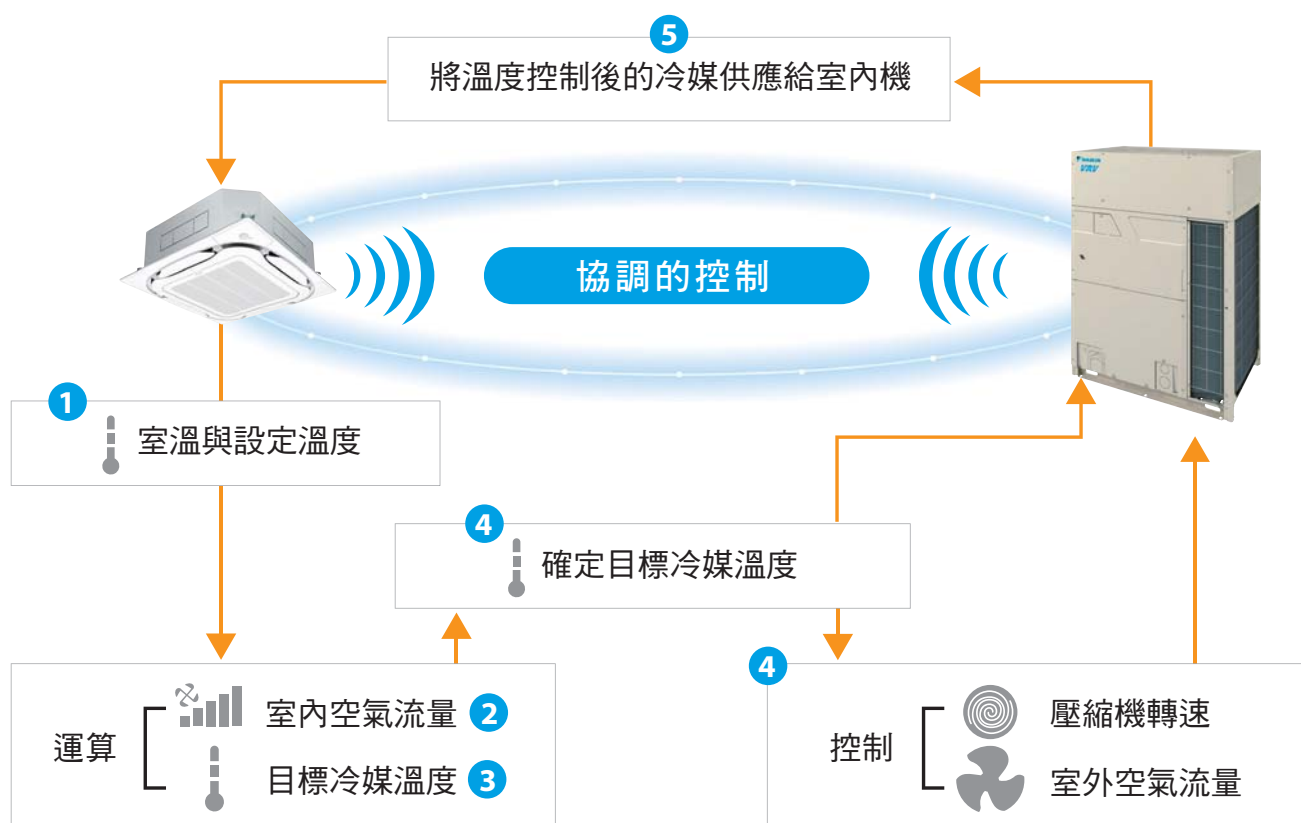 5
將溫度控制後的冷媒供應給室內機
DAIKIN
VRV
協調的控制
1
室溫與設定溫度
4
確定目標冷媒溫度
運算
室內空氣流量 2
目標冷媒溫度 3
4
控制
壓縮機轉速
室外空氣流量